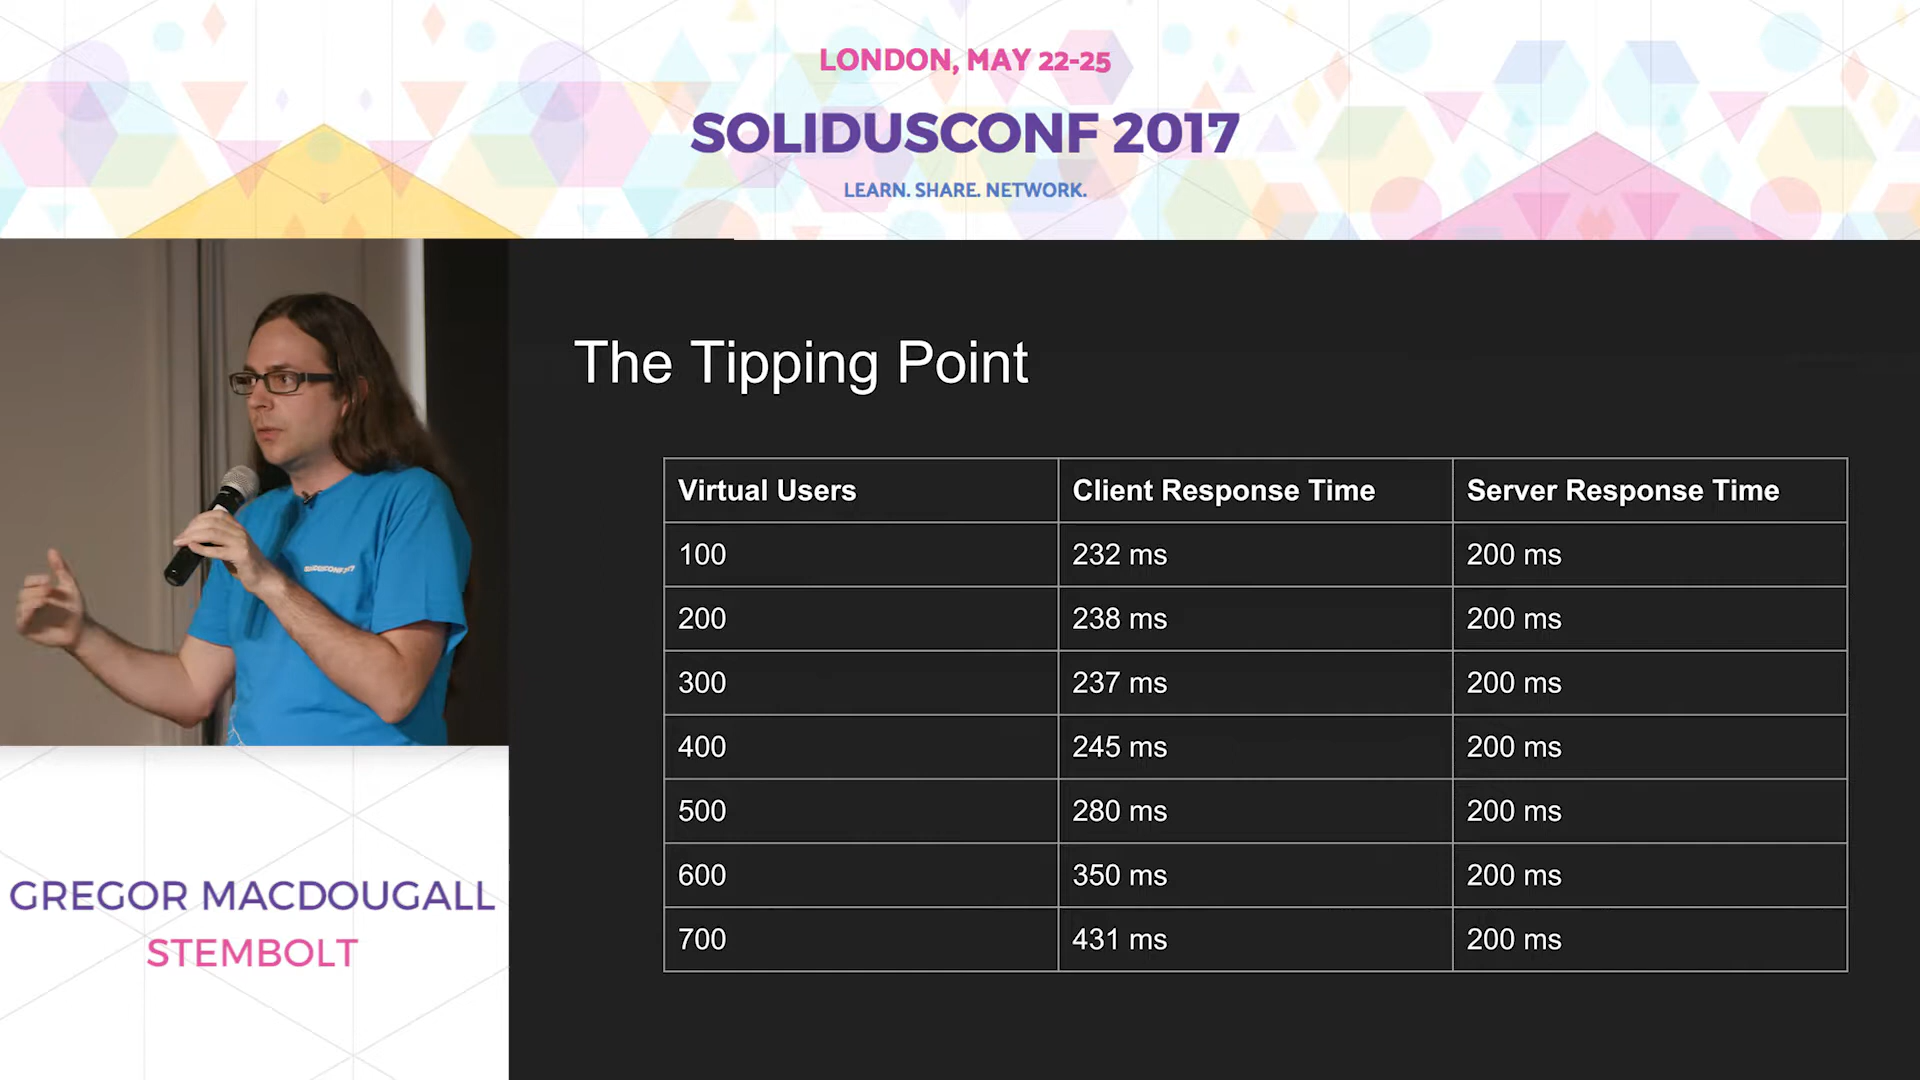 LONDON, MAY 22-25
SOLIDUSCONF 2017
LEARN. SHARE. NETWORK.
The Tipping Point
Virtual Users Client Response Time Server Response Time
100 232 ms 200 ms
200 238 ms 200 ms
300 237 ms 200 ms
400 245 ms 200 ms
500 280 ms 200 ms
600 350 ms 200 ms
700 431 ms 200 ms
SOLIDUSCONF 2017
GREGOR MACDOUGALL
STEMBOLT